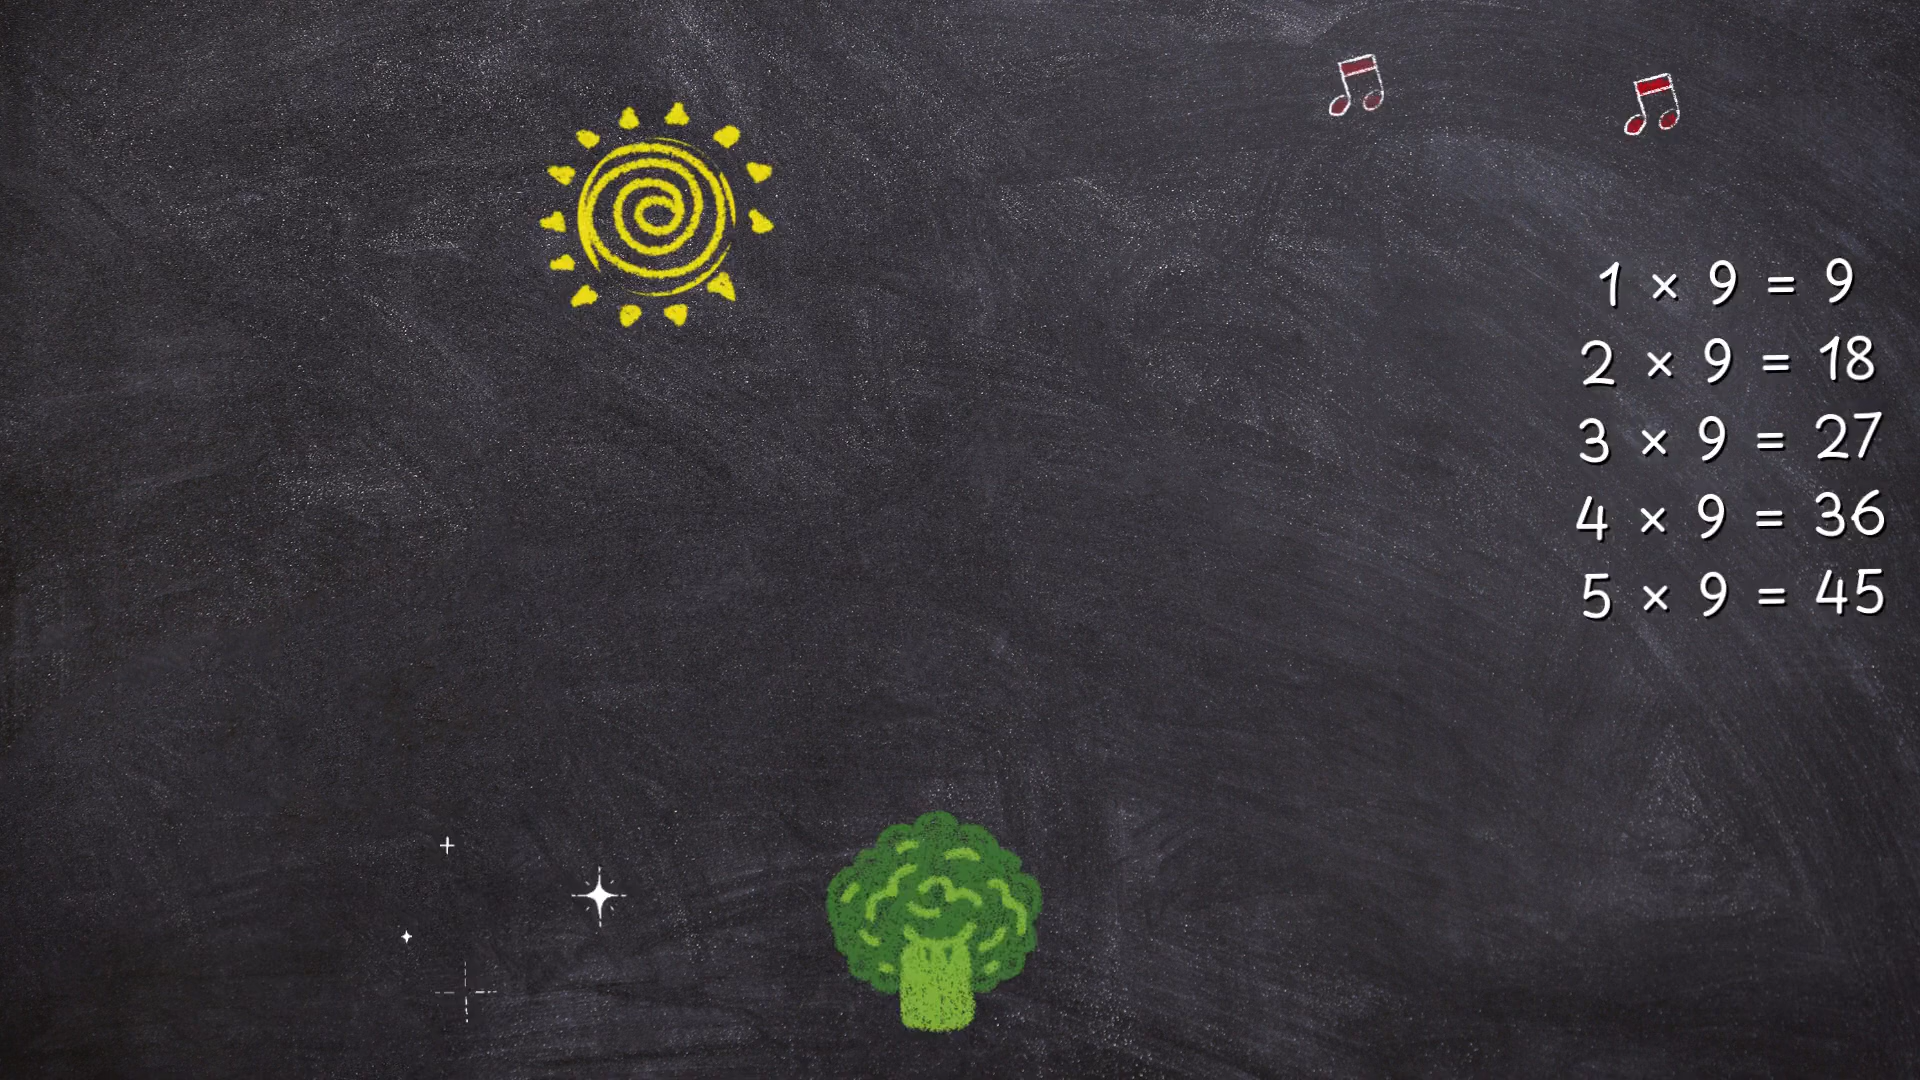 1 × 9 = 9
2 × 9 = 18
3 × 9 = 27
4 × 9 = 36
5 × 9 = 45